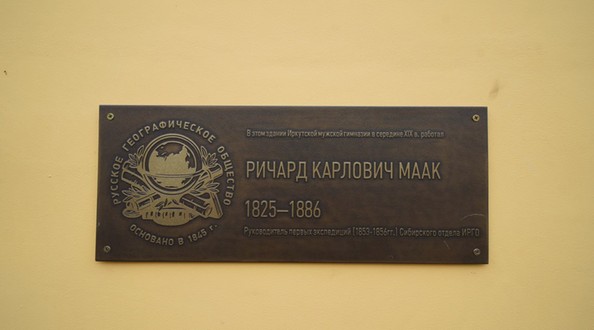 РУССКОЕ ГЕОГРАФИЧЕСКОЕ ОБЩЕСТВО
ОСНОВАНО В 1845 г.
В этом здании Иркутской мужской гимназии в середине XIX в. работал
РИЧАРД КАРЛОВИЧ МААК
1825—1886
Руководитель первых экспедиций (1853-1856гг.) Сибирского отдела ИРГО